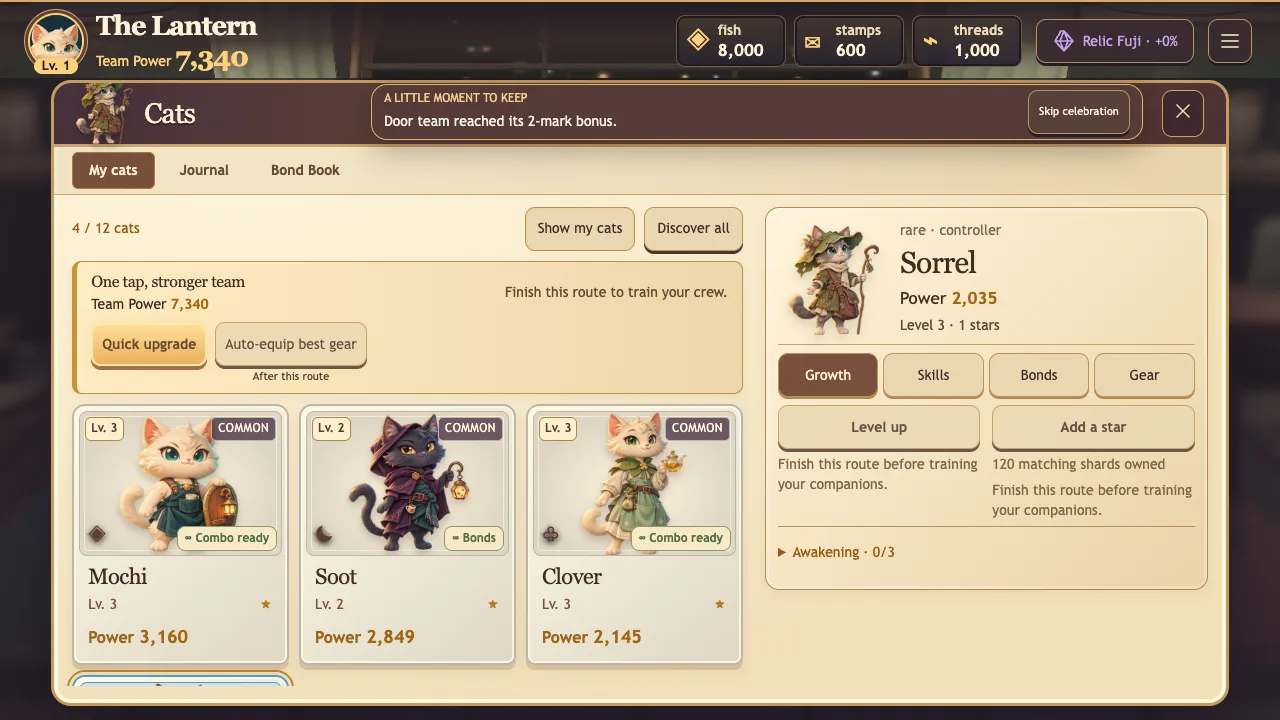 The Lantern
Lv. 1
Team Power 7,340
fish
8,000
stamps
600
threads
1,000
Relic Fuji · +0%
Cats
A LITTLE MOMENT TO KEEP
Door team reached its 2-mark bonus.
Skip celebration
My cats
Journal
Bond Book
4 / 12 cats
Show my cats
Discover all
One tap, stronger team
Team Power 7,340
Finish this route to train your crew.
Quick upgrade
Auto-equip best gear
After this route
Lv. 3
COMMON
∞ Combo ready
Mochi
Lv. 3
Power 3,160
Lv. 2
COMMON
∞ Bonds
Soot
Lv. 2
Power 2,849
Lv. 3
COMMON
∞ Combo ready
Clover
Lv. 3
Power 2,145
rare · controller
Sorrel
Power 2,035
Level 3 · 1 stars
Growth
Skills
Bonds
Gear
Level up
Finish this route before training
your companions.
Add a star
120 matching shards owned
Finish this route before training
your companions.
Awakening · 0/3